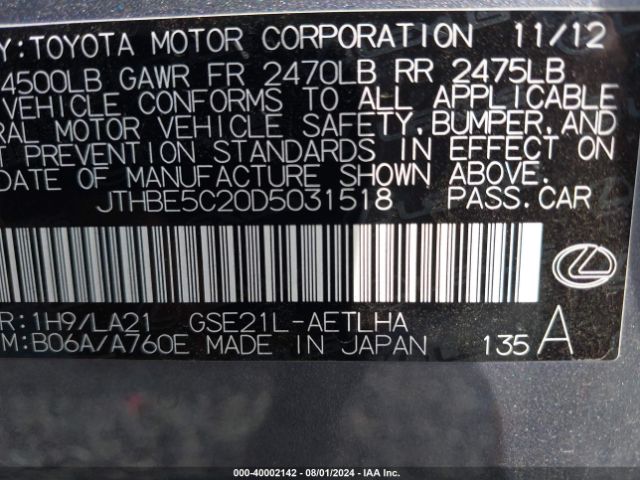 Y:TOYOTA MOTOR CORPORATION 11/12
4500LB GAWR FR 2470LB RR 2475LB
VEHICLE CONFORMS TO ALL APPLICABLE
RAL MOTOR VEHICLE SAFETY, BUMPER, AND
T PREVENTION STANDARDS IN EFFECT ON
DATE OF MANUFACTURE SHOWN ABOVE.
JTHBE5C20D5031518 PASS.CAR
R:1H9/LA21 GSE21L-AETLHA
M:B06A/A760E MADE IN JAPAN 135 A
000-40002142 - 08/01/2024 - IAAI.COM